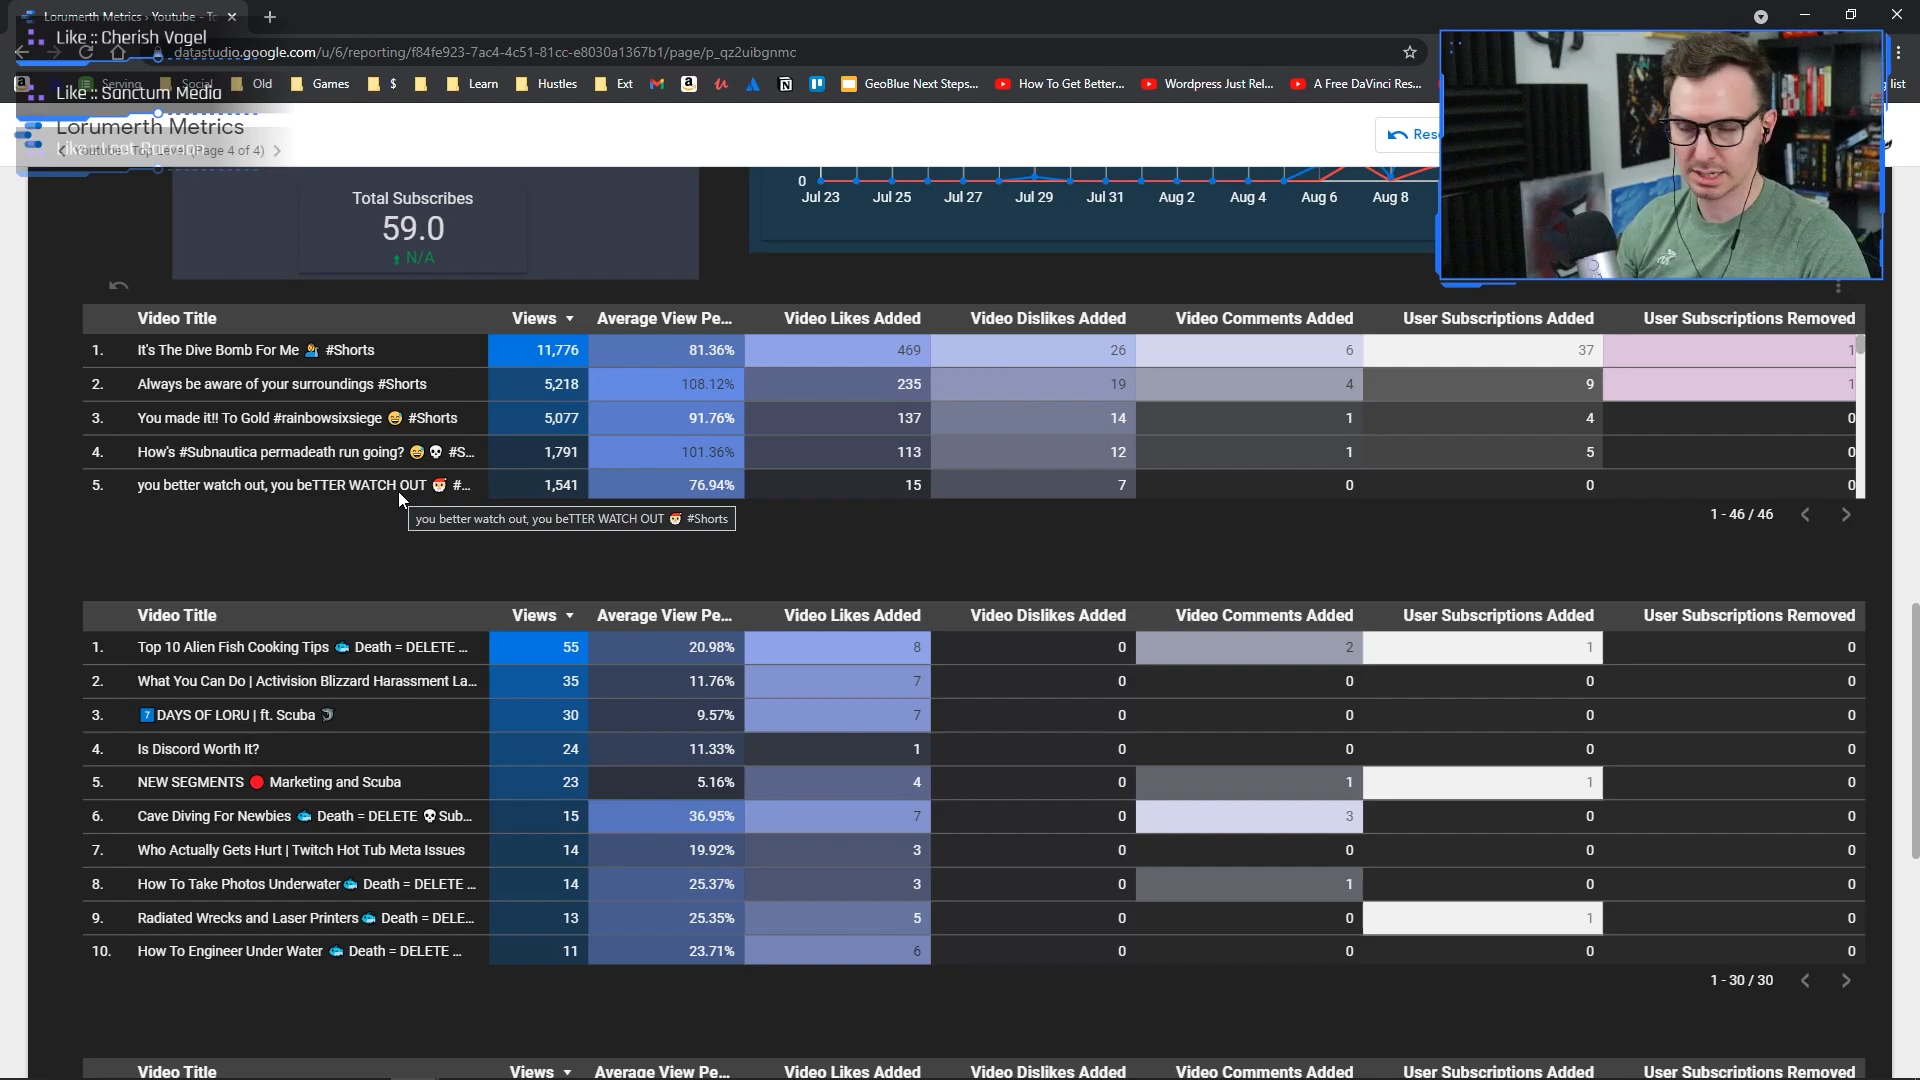 Lorumerth Metrics › Youtube - To
Like :: Cherish Vogel
datastudio.google.com/u/6/reporting/f84fe923-7ac4-4c51-81cc-e8030a1367b1/page/p_qz2uibgnmc
Serving Social Old Games $ Learn Hustles Ext GeoBlue Next Steps... How To Get Better... Wordpress Just Rel... A Free DaVinci Res... list
Like :: Sanctum Media
Lorumerth Metrics
Youtube - Top Level (Page 4 of 4)
Rese
Total Subscribes
59.0
N/A
0
Jul 23 Jul 25 Jul 27 Jul 29 Jul 31 Aug 2 Aug 4 Aug 6 Aug 8
Video Title Views Average View Pe... Video Likes Added Video Dislikes Added Video Comments Added User Subscriptions Added User Subscriptions Removed
1. It's The Dive Bomb For Me 💁‍♂️ #Shorts 11,776 81.36% 469 26 6 37 1
2. Always be aware of your surroundings #Shorts 5,218 108.12% 235 19 4 9 1
3. You made it!! To Gold #rainbowsixsiege 😅 #Shorts 5,077 91.76% 137 14 1 4 0
4. How's #Subnautica permadeath run going? 😅 💀 #S... 1,791 101.36% 113 12 1 5 0
5. you better watch out, you beTTER WATCH OUT 🎅 #... 1,541 76.94% 15 7 0 0 0
you better watch out, you beTTER WATCH OUT 🎅 #Shorts
1 - 46 / 46
Video Title Views Average View Pe... Video Likes Added Video Dislikes Added Video Comments Added User Subscriptions Added User Subscriptions Removed
1. Top 10 Alien Fish Cooking Tips 🐟 Death = DELETE ... 55 20.98% 8 0 2 1 0
2. What You Can Do | Activision Blizzard Harassment La... 35 11.76% 7 0 0 0 0
3. 7️⃣ DAYS OF LORU | ft. Scuba 🤿 30 9.57% 7 0 0 0 0
4. Is Discord Worth It? 24 11.33% 1 0 0 0 0
5. NEW SEGMENTS 🔴 Marketing and Scuba 23 5.16% 4 0 1 1 0
6. Cave Diving For Newbies 🐟 Death = DELETE 💀 Sub... 15 36.95% 7 0 3 0 0
7. Who Actually Gets Hurt | Twitch Hot Tub Meta Issues 14 19.92% 3 0 0 0 0
8. How To Take Photos Underwater 🐟 Death = DELETE ... 14 25.37% 3 0 1 0 0
9. Radiated Wrecks and Laser Printers 🐟 Death = DELE... 13 25.35% 5 0 0 1 0
10. How To Engineer Under Water 🐟 Death = DELETE ... 11 23.71% 6 0 0 0 0
1 - 30 / 30
Video Title Views Average View Pe... Video Likes Added Video Dislikes Added Video Comments Added User Subscriptions Added User Subscriptions Removed